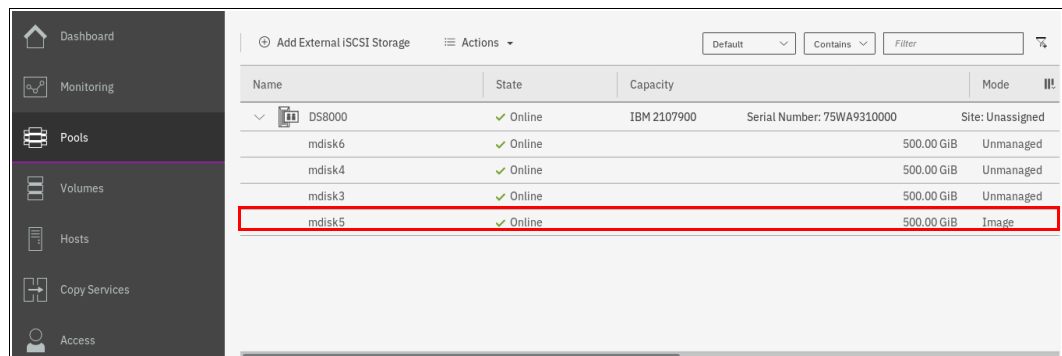 Dashboard
Monitoring
Pools
Volumes
Hosts
Copy Services
Access
Add External iSCSI Storage Actions Default Contains Filter
Name State Capacity Mode
DS8000 Online IBM 2107900 Serial Number: 75WA9310000 Site: Unassigned
mdisk6 Online 500.00 GiB Unmanaged
mdisk4 Online 500.00 GiB Unmanaged
mdisk3 Online 500.00 GiB Unmanaged
mdisk5 Online 500.00 GiB Image